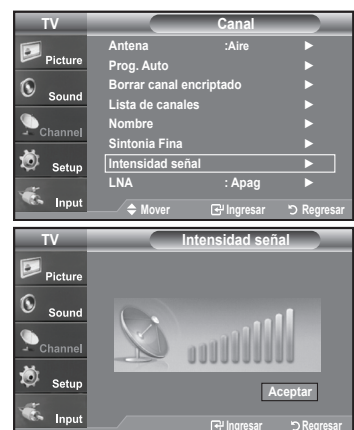 TV
Canal
Picture
Sound
Channel
Setup
Input
Antena :Aire
Prog. Auto
Borrar canal encriptado
Lista de canales
Nombre
Sintonia Fina
Intensidad señal
LNA : Apag
Mover Ingresar Regresar
TV
Intensidad señal
Picture
Sound
Channel
Setup
Input
Aceptar
Ingresar Regresar